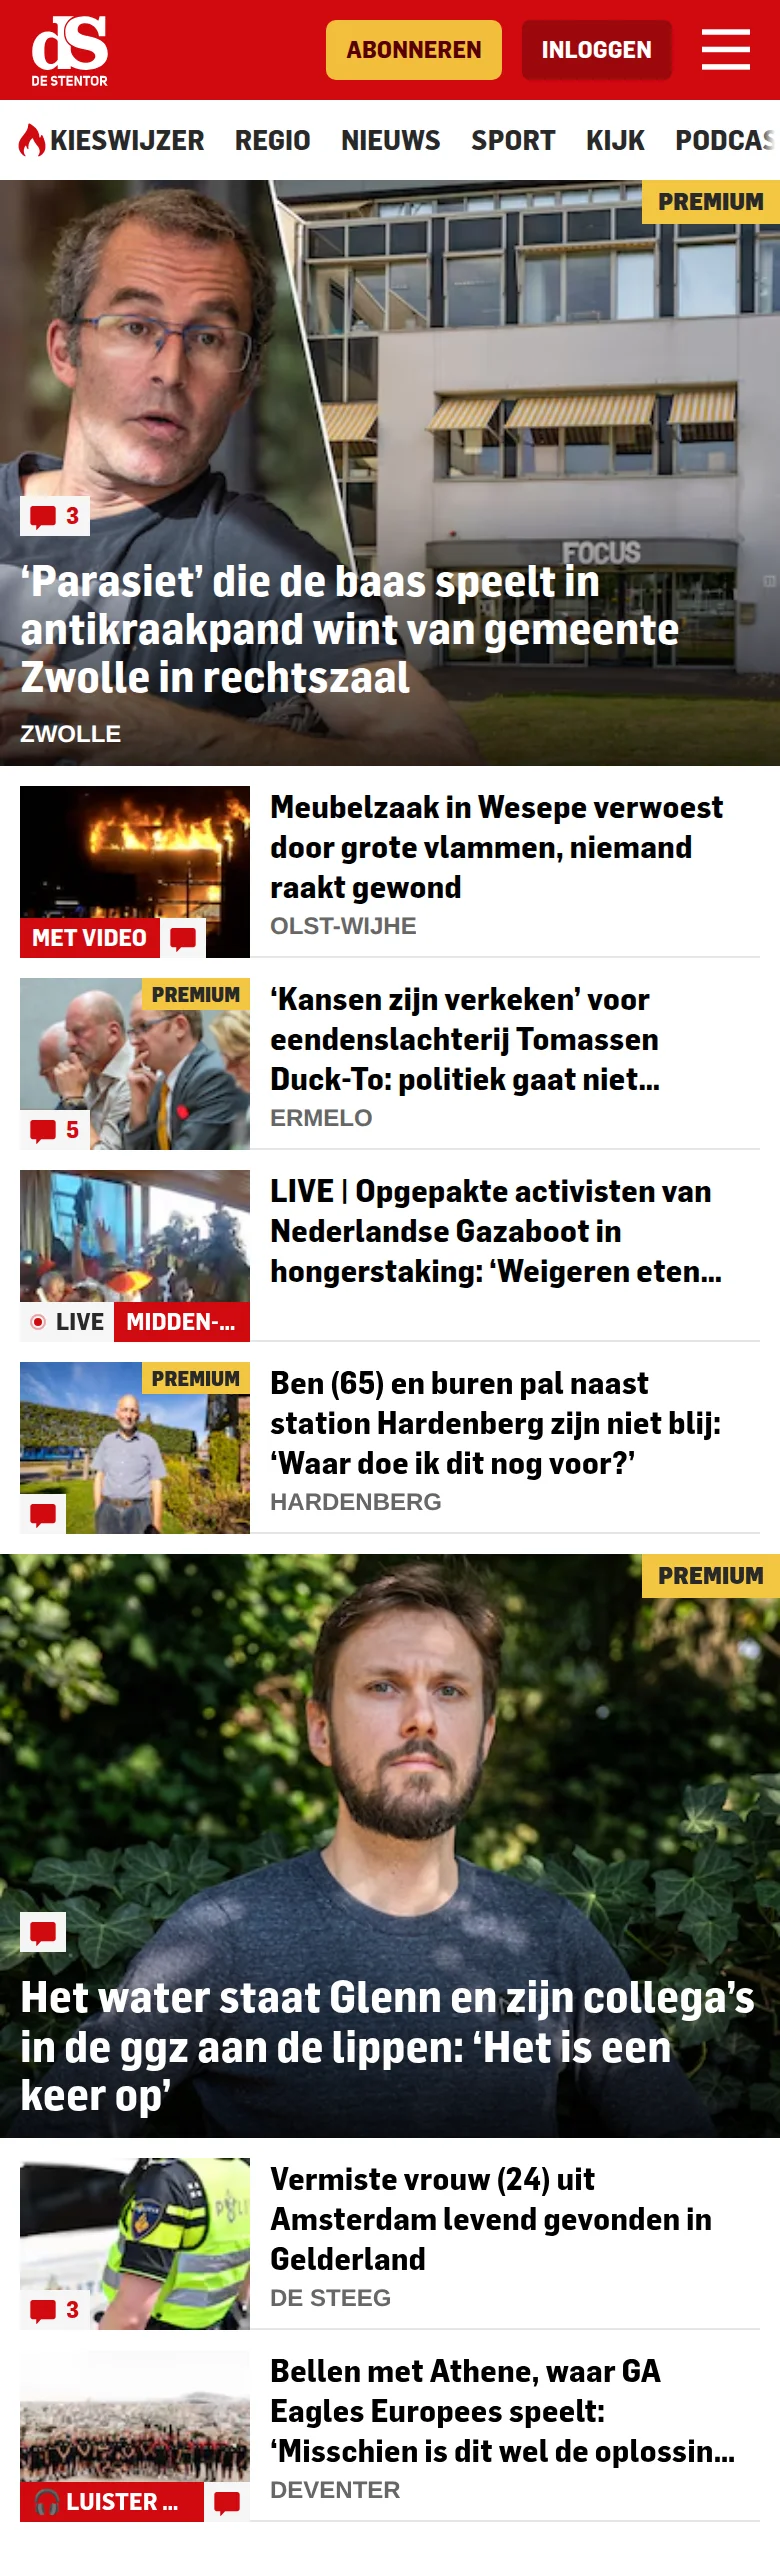 dS
DE STENTOR
ABONNEREN
INLOGGEN
KIESWIJZER REGIO NIEUWS SPORT KIJK PODCAS
PREMIUM
FOCUS
3
‘Parasiet’ die de baas speelt in
antikraakpand wint van gemeente
Zwolle in rechtszaal
ZWOLLE
MET VIDEO
Meubelzaak in Wesepe verwoest
door grote vlammen, niemand
raakt gewond
OLST-WIJHE
PREMIUM
5
‘Kansen zijn verkeken’ voor
eendenslachterij Tomassen
Duck-To: politiek gaat niet...
ERMELO
LIVE MIDDEN-...
LIVE | Opgepakte activisten van
Nederlandse Gazaboot in
hongerstaking: ‘Weigeren eten...
PREMIUM
Ben (65) en buren pal naast
station Hardenberg zijn niet blij:
‘Waar doe ik dit nog voor?’
HARDENBERG
PREMIUM
Het water staat Glenn en zijn collega’s
in de ggz aan de lippen: ‘Het is een
keer op’
3
Vermiste vrouw (24) uit
Amsterdam levend gevonden in
Gelderland
DE STEEG
LUISTER ...
Bellen met Athene, waar GA
Eagles Europees speelt:
‘Misschien is dit wel de oplossin...
DEVENTER